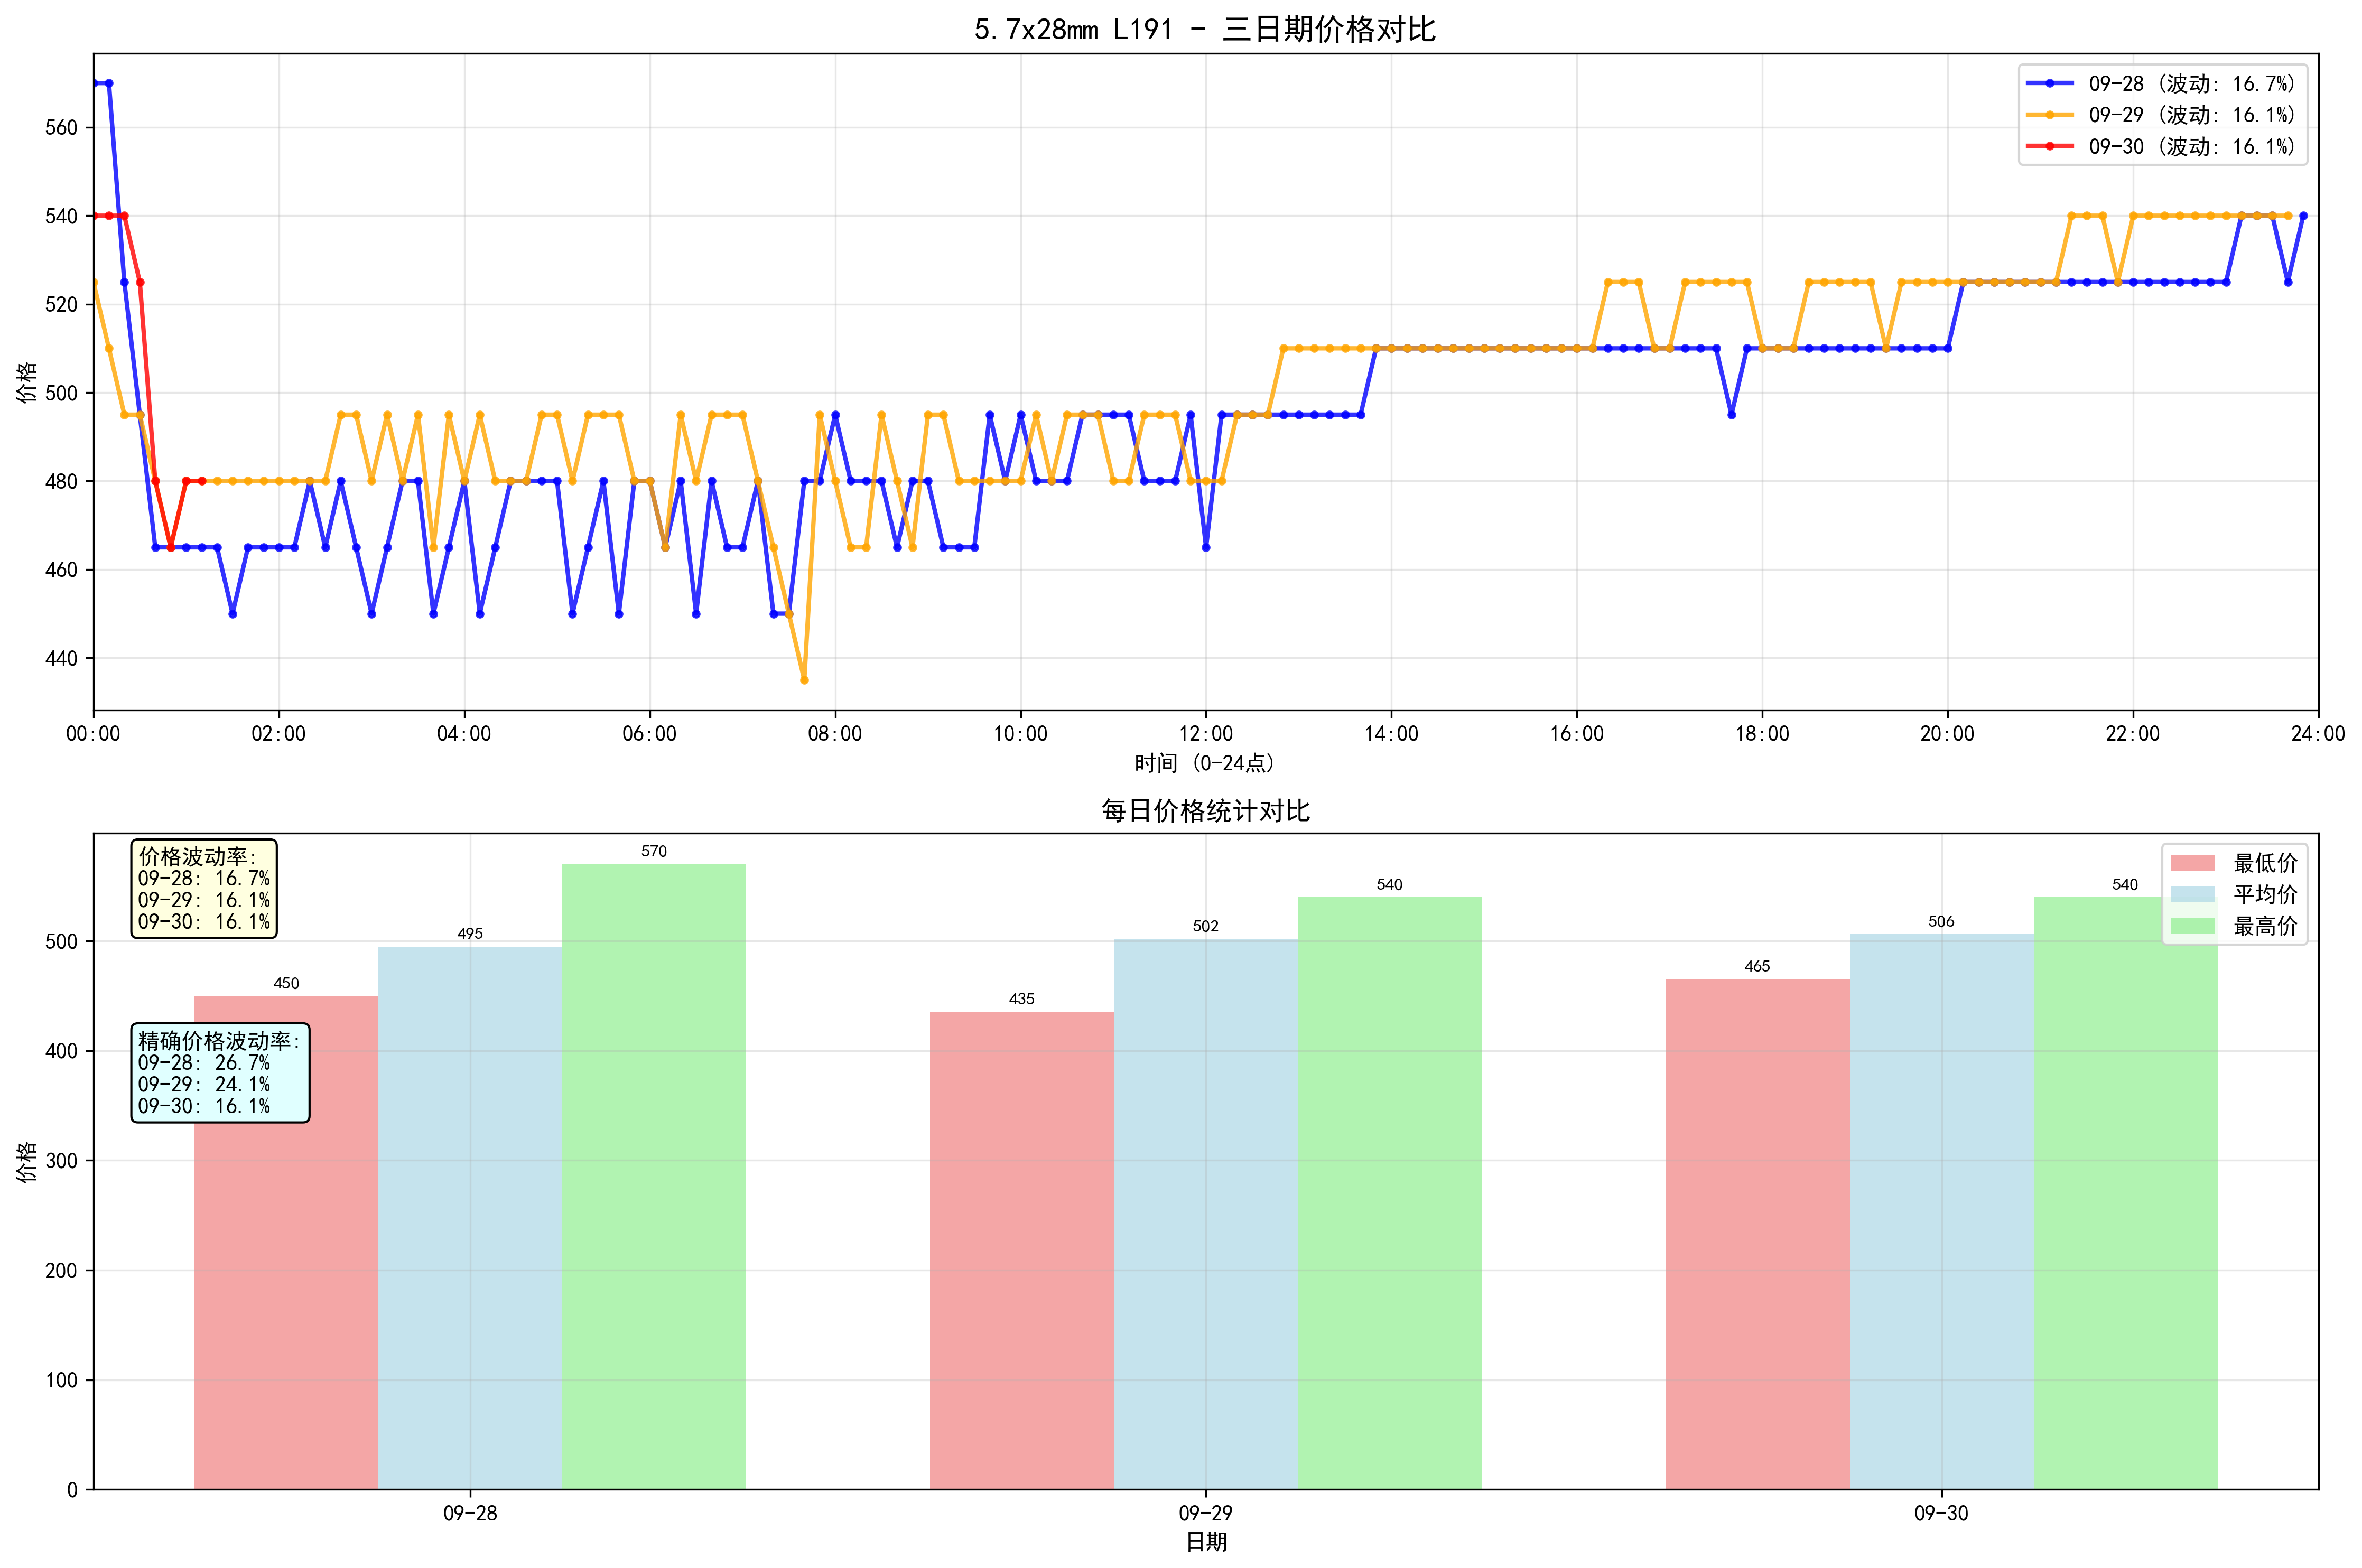 5.7x28mm L191 - 三日期价格对比
价格
560
540
520
500
480
460
440
09-28 (波动: 16.7%)
09-29 (波动: 16.1%)
09-30 (波动: 16.1%)
00:00 02:00 04:00 06:00 08:00 10:00 12:00 14:00 16:00 18:00 20:00 22:00 24:00
时间 (0-24点)
每日价格统计对比
价格
500
400
300
200
100
0
价格波动率:
09-28: 16.7%
09-29: 16.1%
09-30: 16.1%
精确价格波动率:
09-28: 26.7%
09-29: 24.1%
09-30: 16.1%
450
495
570
435
502
540
465
506
540
最低价
平均价
最高价
09-28 09-29 09-30
日期